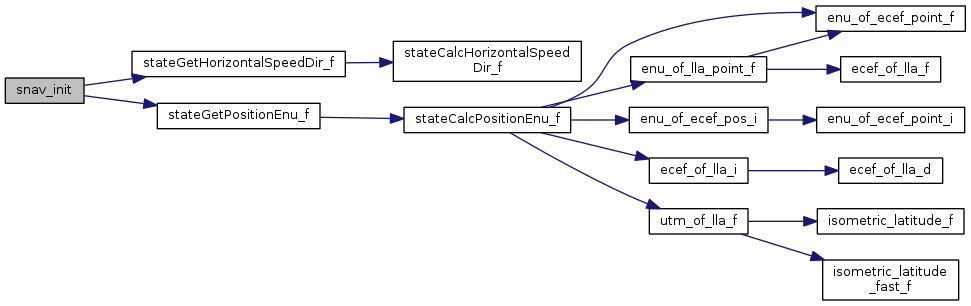 snav_init
stateGetHorizontalSpeedDir_f
stateCalcHorizontalSpeed
Dir_f
stateGetPositionEnu_f
stateCalcPositionEnu_f
enu_of_ecef_point_f
enu_of_lla_point_f
ecef_of_lla_f
enu_of_ecef_pos_i
enu_of_ecef_point_i
ecef_of_lla_i
ecef_of_lla_d
utm_of_lla_f
isometric_latitude_f
isometric_latitude
_fast_f